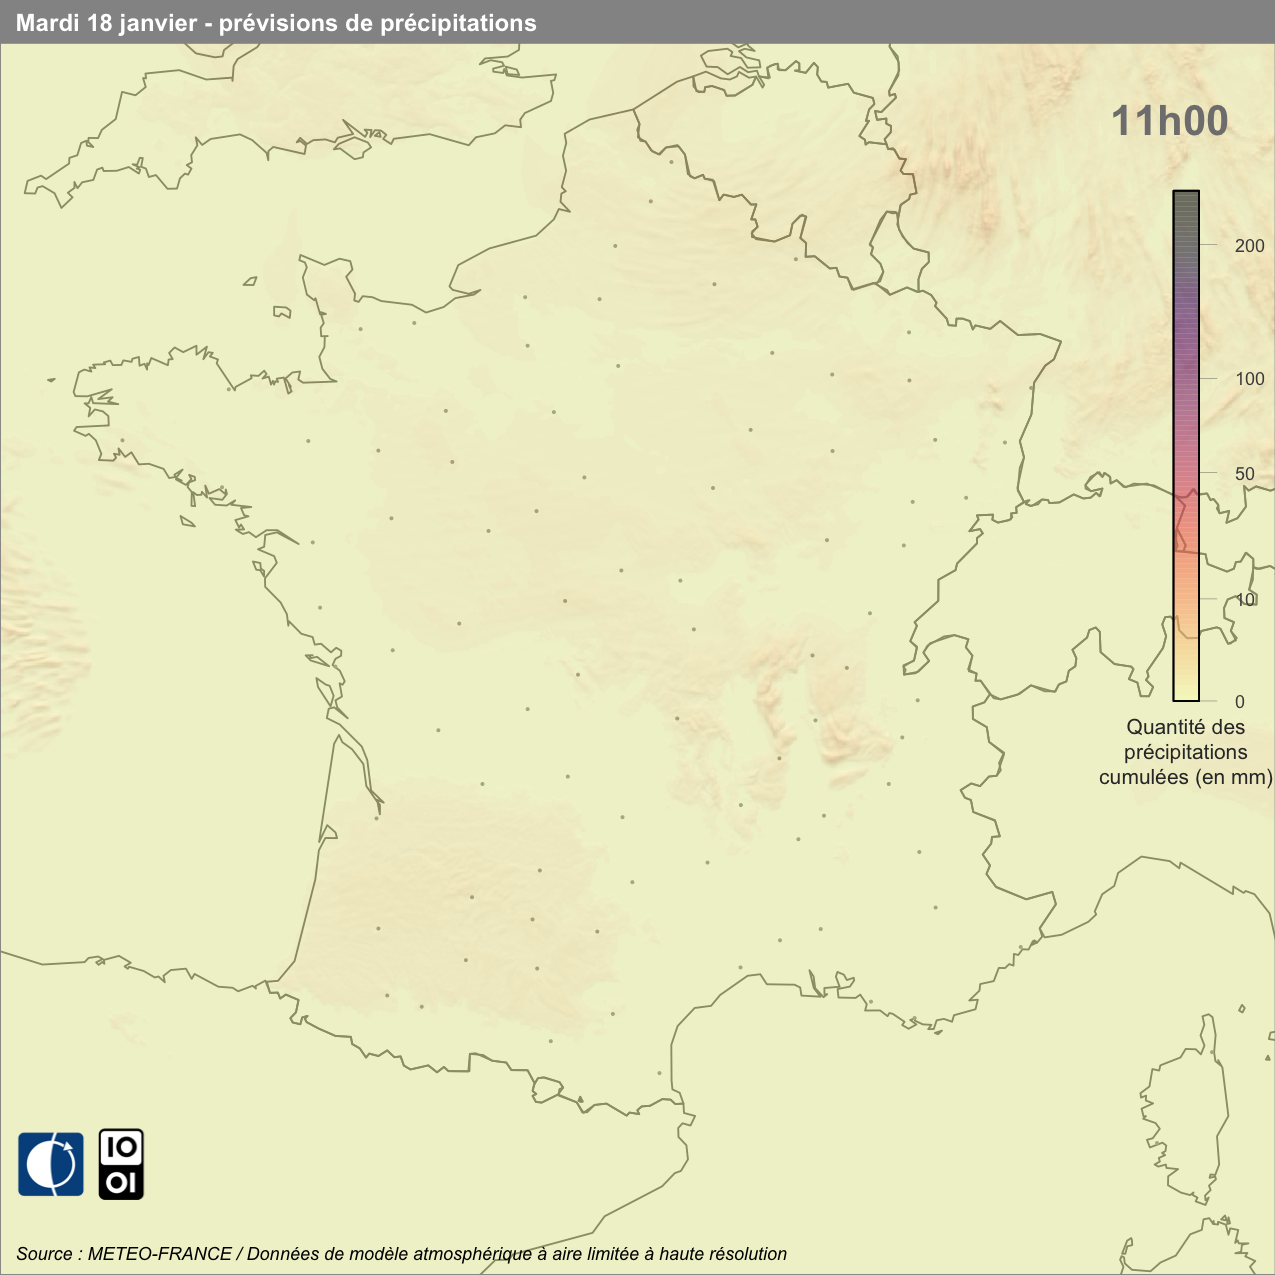 Mardi 18 janvier - prévisions de précipitations
11h00
200
100
50
10
0
Quantité des
précipitations
cumulées (en mm)
IO
OI
Source : METEO-FRANCE / Données de modèle atmosphérique à aire limitée à haute résolution